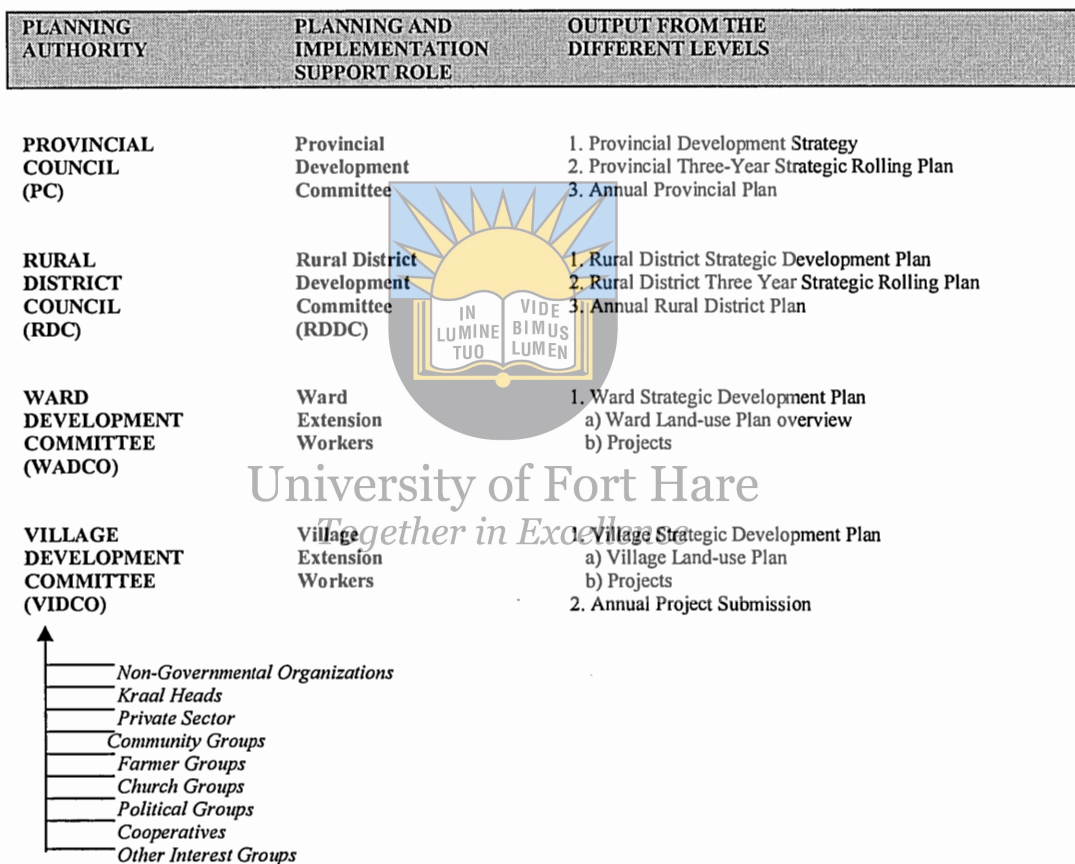 PLANNING AUTHORITY PLANNING AND IMPLEMENTATION SUPPORT ROLE OUTPUT FROM THE DIFFERENT LEVELS
PROVINCIAL Provincial 1. Provincial Development Strategy
COUNCIL Development 2. Provincial Three-Year Strategic Rolling Plan
(PC) Committee 3. Annual Provincial Plan
RURAL Rural District 1. Rural District Strategic Development Plan
DISTRICT Development 2. Rural District Three Year Strategic Rolling Plan
COUNCIL Committee 3. Annual Rural District Plan
(RDC) (RDDC)
IN LUMINE TUO
VIDE BIMUS LUMEN
WARD Ward 1. Ward Strategic Development Plan
DEVELOPMENT Extension a) Ward Land-use Plan overview
COMMITTEE Workers b) Projects
(WADCO)
University of Fort Hare
Together in Excellence
VILLAGE Village 1. Village Strategic Development Plan
DEVELOPMENT Extension a) Village Land-use Plan
COMMITTEE Workers b) Projects
(VIDCO) 2. Annual Project Submission
Non-Governmental Organizations
Kraal Heads
Private Sector
Community Groups
Farmer Groups
Church Groups
Political Groups
Cooperatives
Other Interest Groups